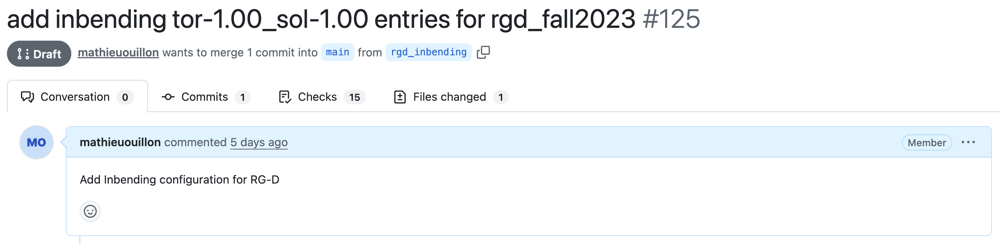 add inbending tor-1.00_sol-1.00 entries for rgd_fall2023 #125
Draft mathieuouillon wants to merge 1 commit into main from rgd_inbending
Conversation 0 Commits 1 Checks 15 Files changed 1
MO mathieuouillon commented 5 days ago Member
Add Inbending configuration for RG-D